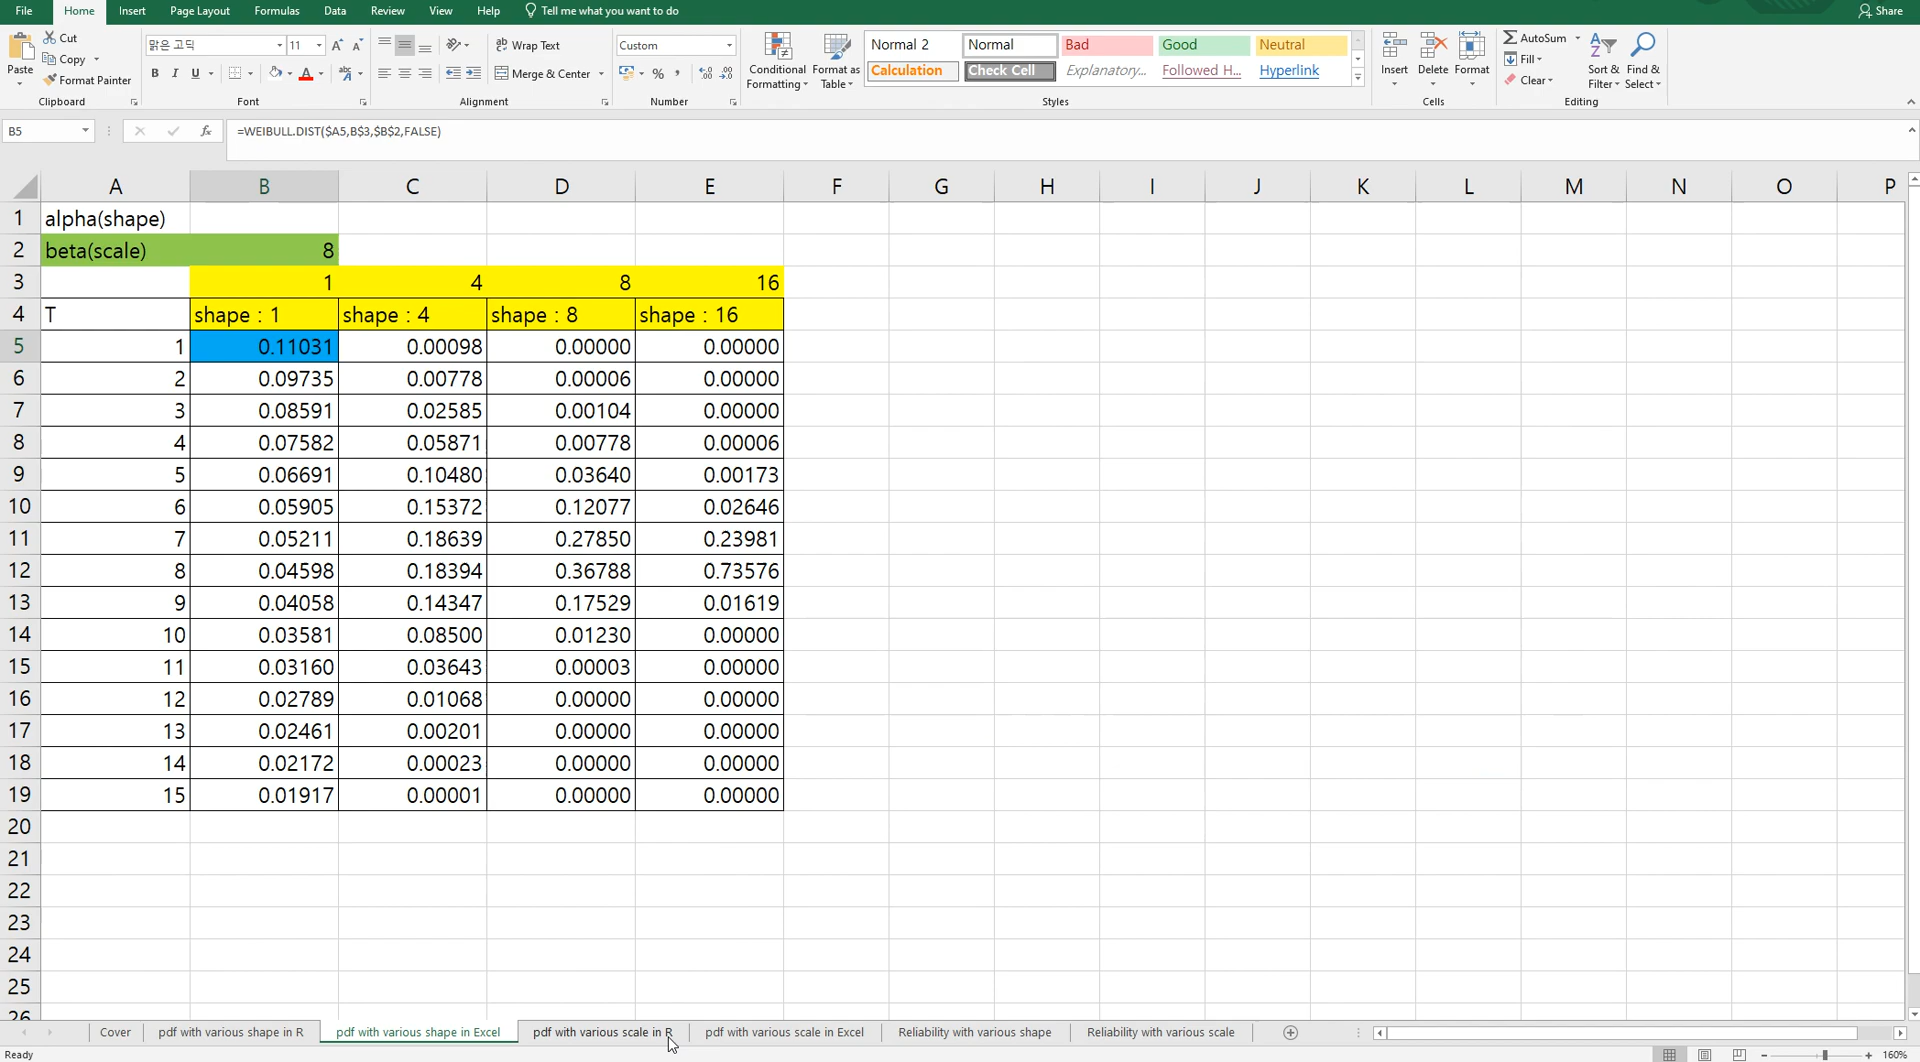 File Home Insert Page Layout Formulas Data Review View Help Tell me what you want to do Share
Paste Cut Copy Format Painter
맑은 고딕 11
B I U
Wrap Text
Merge & Center
Custom
%
Conditional Formatting
Format as Table
Normal 2 Normal Bad Good Neutral
Calculation Check Cell Explanatory... Followed H... Hyperlink
Insert Delete Format
AutoSum Fill Clear
Sort & Filter
Find & Select
Clipboard Font Alignment Number Styles Cells Editing
B5 fx =WEIBULL.DIST($A5,B$3,$B$2,FALSE)
A B C D E F G H I J K L M N O P
1 alpha(shape)
2 beta(scale) 8
3 1 4 8 16
4 T shape : 1 shape : 4 shape : 8 shape : 16
5 1 0.11031 0.00098 0.00000 0.00000
6 2 0.09735 0.00778 0.00006 0.00000
7 3 0.08591 0.02585 0.00104 0.00000
8 4 0.07582 0.05871 0.00778 0.00006
9 5 0.06691 0.10480 0.03640 0.00173
10 6 0.05905 0.15372 0.12077 0.02646
11 7 0.05211 0.18639 0.27850 0.23981
12 8 0.04598 0.18394 0.36788 0.73576
13 9 0.04058 0.14347 0.17529 0.01619
14 10 0.03581 0.08500 0.01230 0.00000
15 11 0.03160 0.03643 0.00003 0.00000
16 12 0.02789 0.01068 0.00000 0.00000
17 13 0.02461 0.00201 0.00000 0.00000
18 14 0.02172 0.00023 0.00000 0.00000
19 15 0.01917 0.00001 0.00000 0.00000
20
21
22
23
24
25
26
Cover pdf with various shape in R pdf with various shape in Excel pdf with various scale in R pdf with various scale in Excel Reliability with various shape Reliability with various scale
Ready 160%